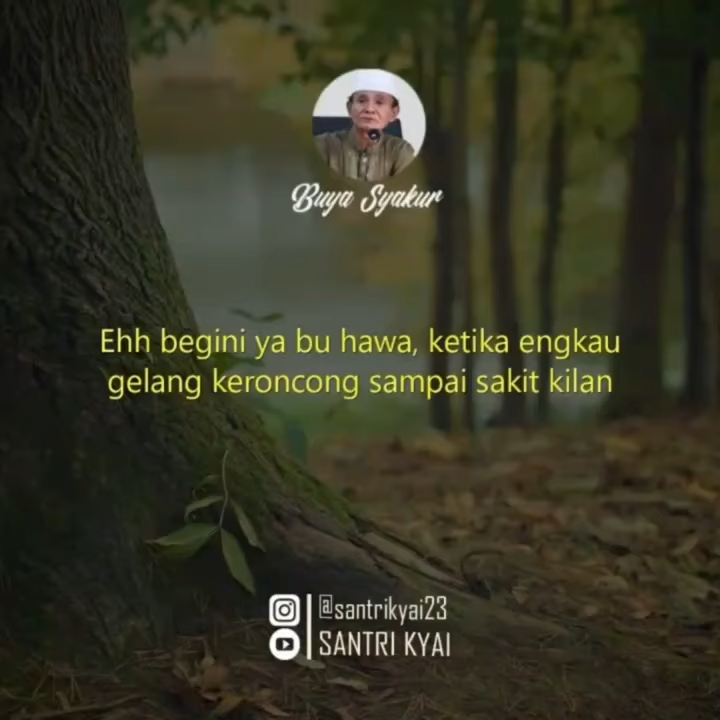 Buya Syakur
Ehh begini ya bu hawa, ketika engkau
gelang keroncong sampai sakit kilan
@santrikyai23
SANTRI KYAI